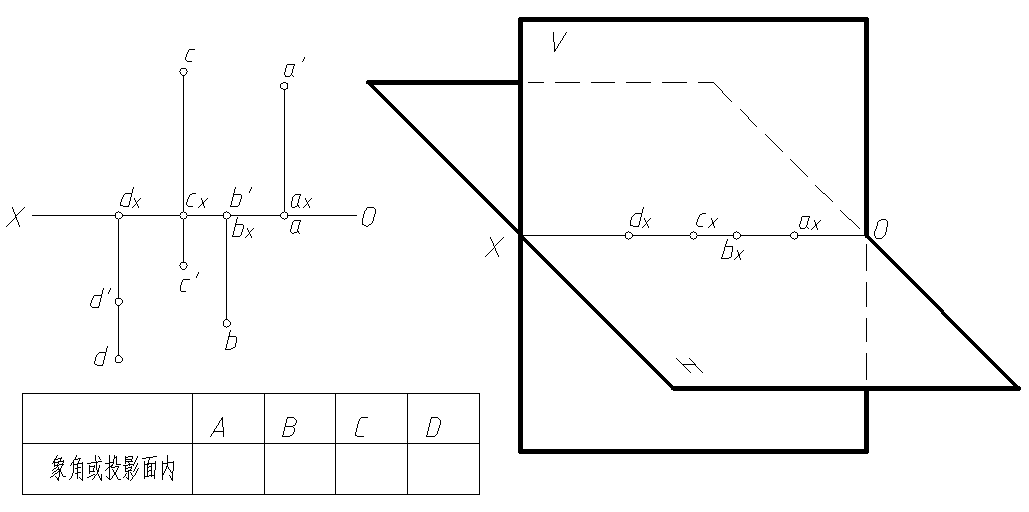 c
a'
dx cx b' ax
X bx a O
d' c'
d b
A B C D
象角或投影面内
V
dx cx ax
X bx O
H